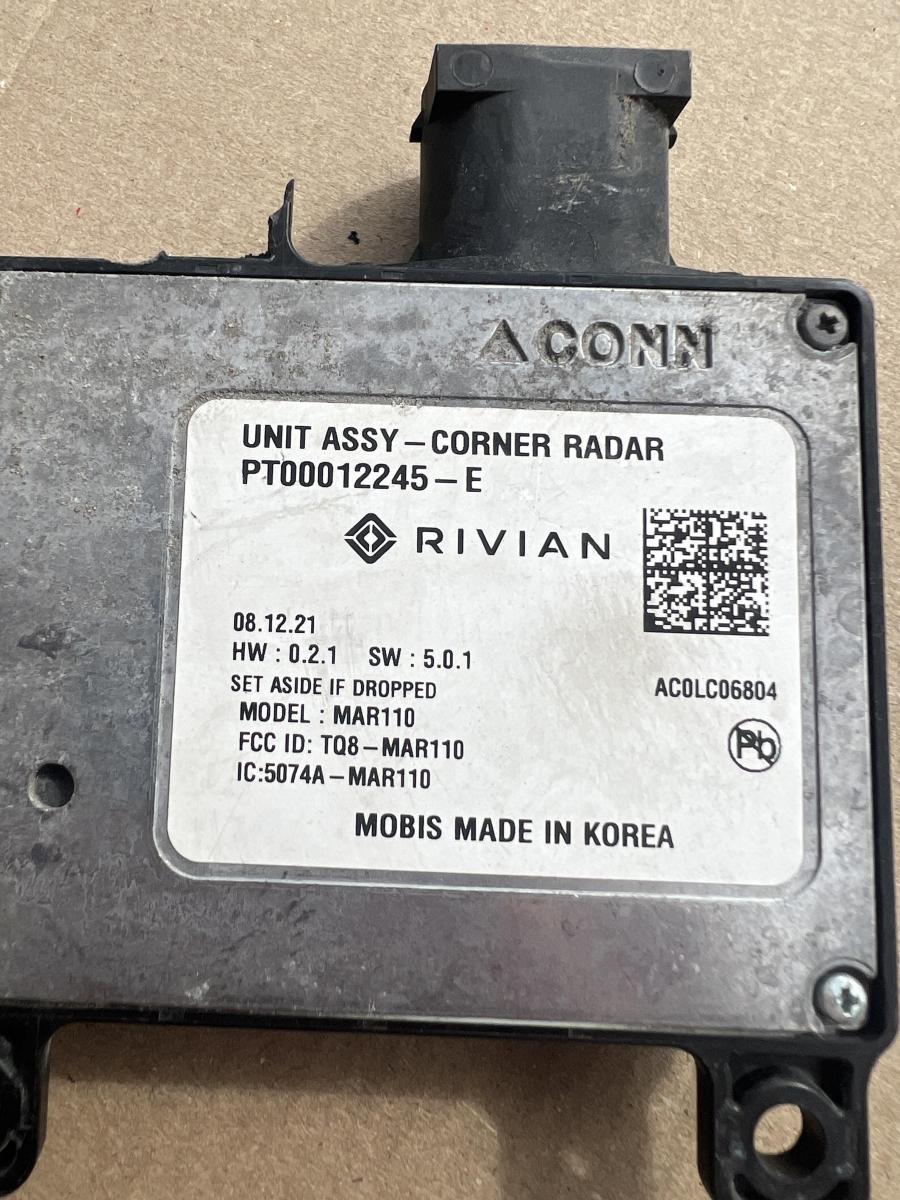 △CONN
UNIT ASSY–CORNER RADAR
PT00012245–E
RIVIAN
08.12.21
HW : 0.2.1 SW : 5.0.1
SET ASIDE IF DROPPED
AC0LC06804
MODEL : MAR110
FCC ID: TQ8–MAR110
Pb
IC:5074A–MAR110
MOBIS MADE IN KOREA